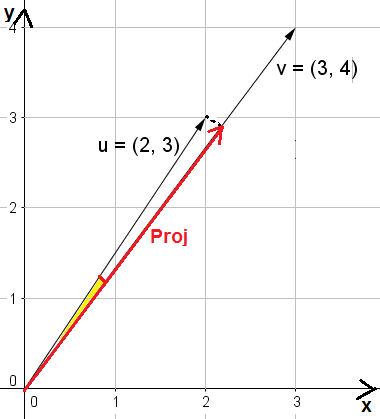 y
4
v = (3, 4)
3
u = (2, 3)
2
Proj
1
0
0 1 2 3
x